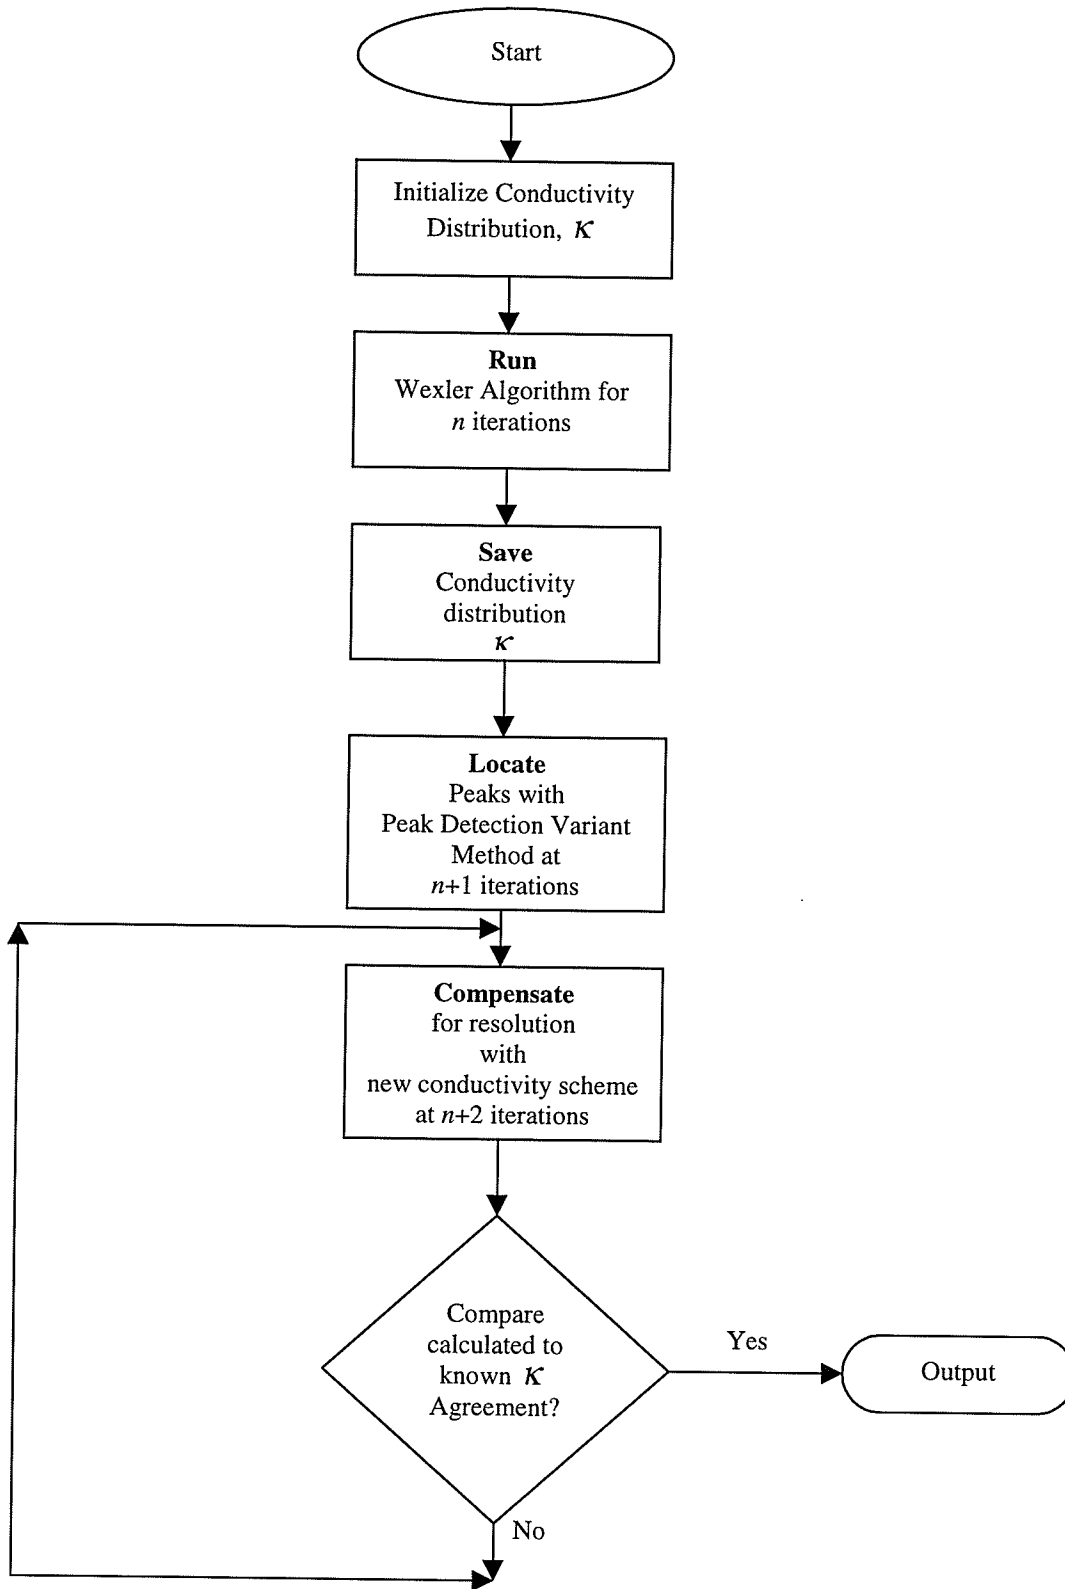 Start
Initialize Conductivity
Distribution, κ
Run
Wexler Algorithm for
n iterations
Save
Conductivity
distribution
κ
Locate
Peaks with
Peak Detection Variant
Method at
n+1 iterations
Compensate
for resolution
with
new conductivity scheme
at n+2 iterations
Compare
calculated to
known κ
Agreement?
Yes
Output
No